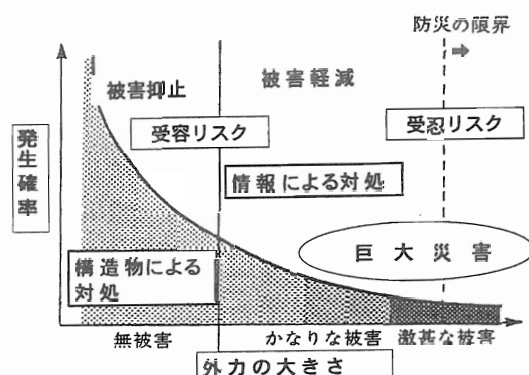 防災の限界
被害抑止
被害軽減
受容リスク
受忍リスク
発生確率
情報による対処
巨大災害
構造物による
対処
無被害
かなりな被害
激甚な被害
外力の大きさ